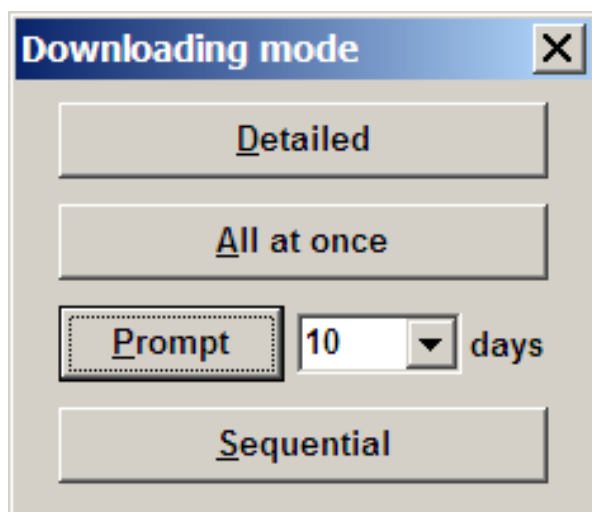 Downloading mode
Detailed
All at once
Prompt 10 days
Sequential